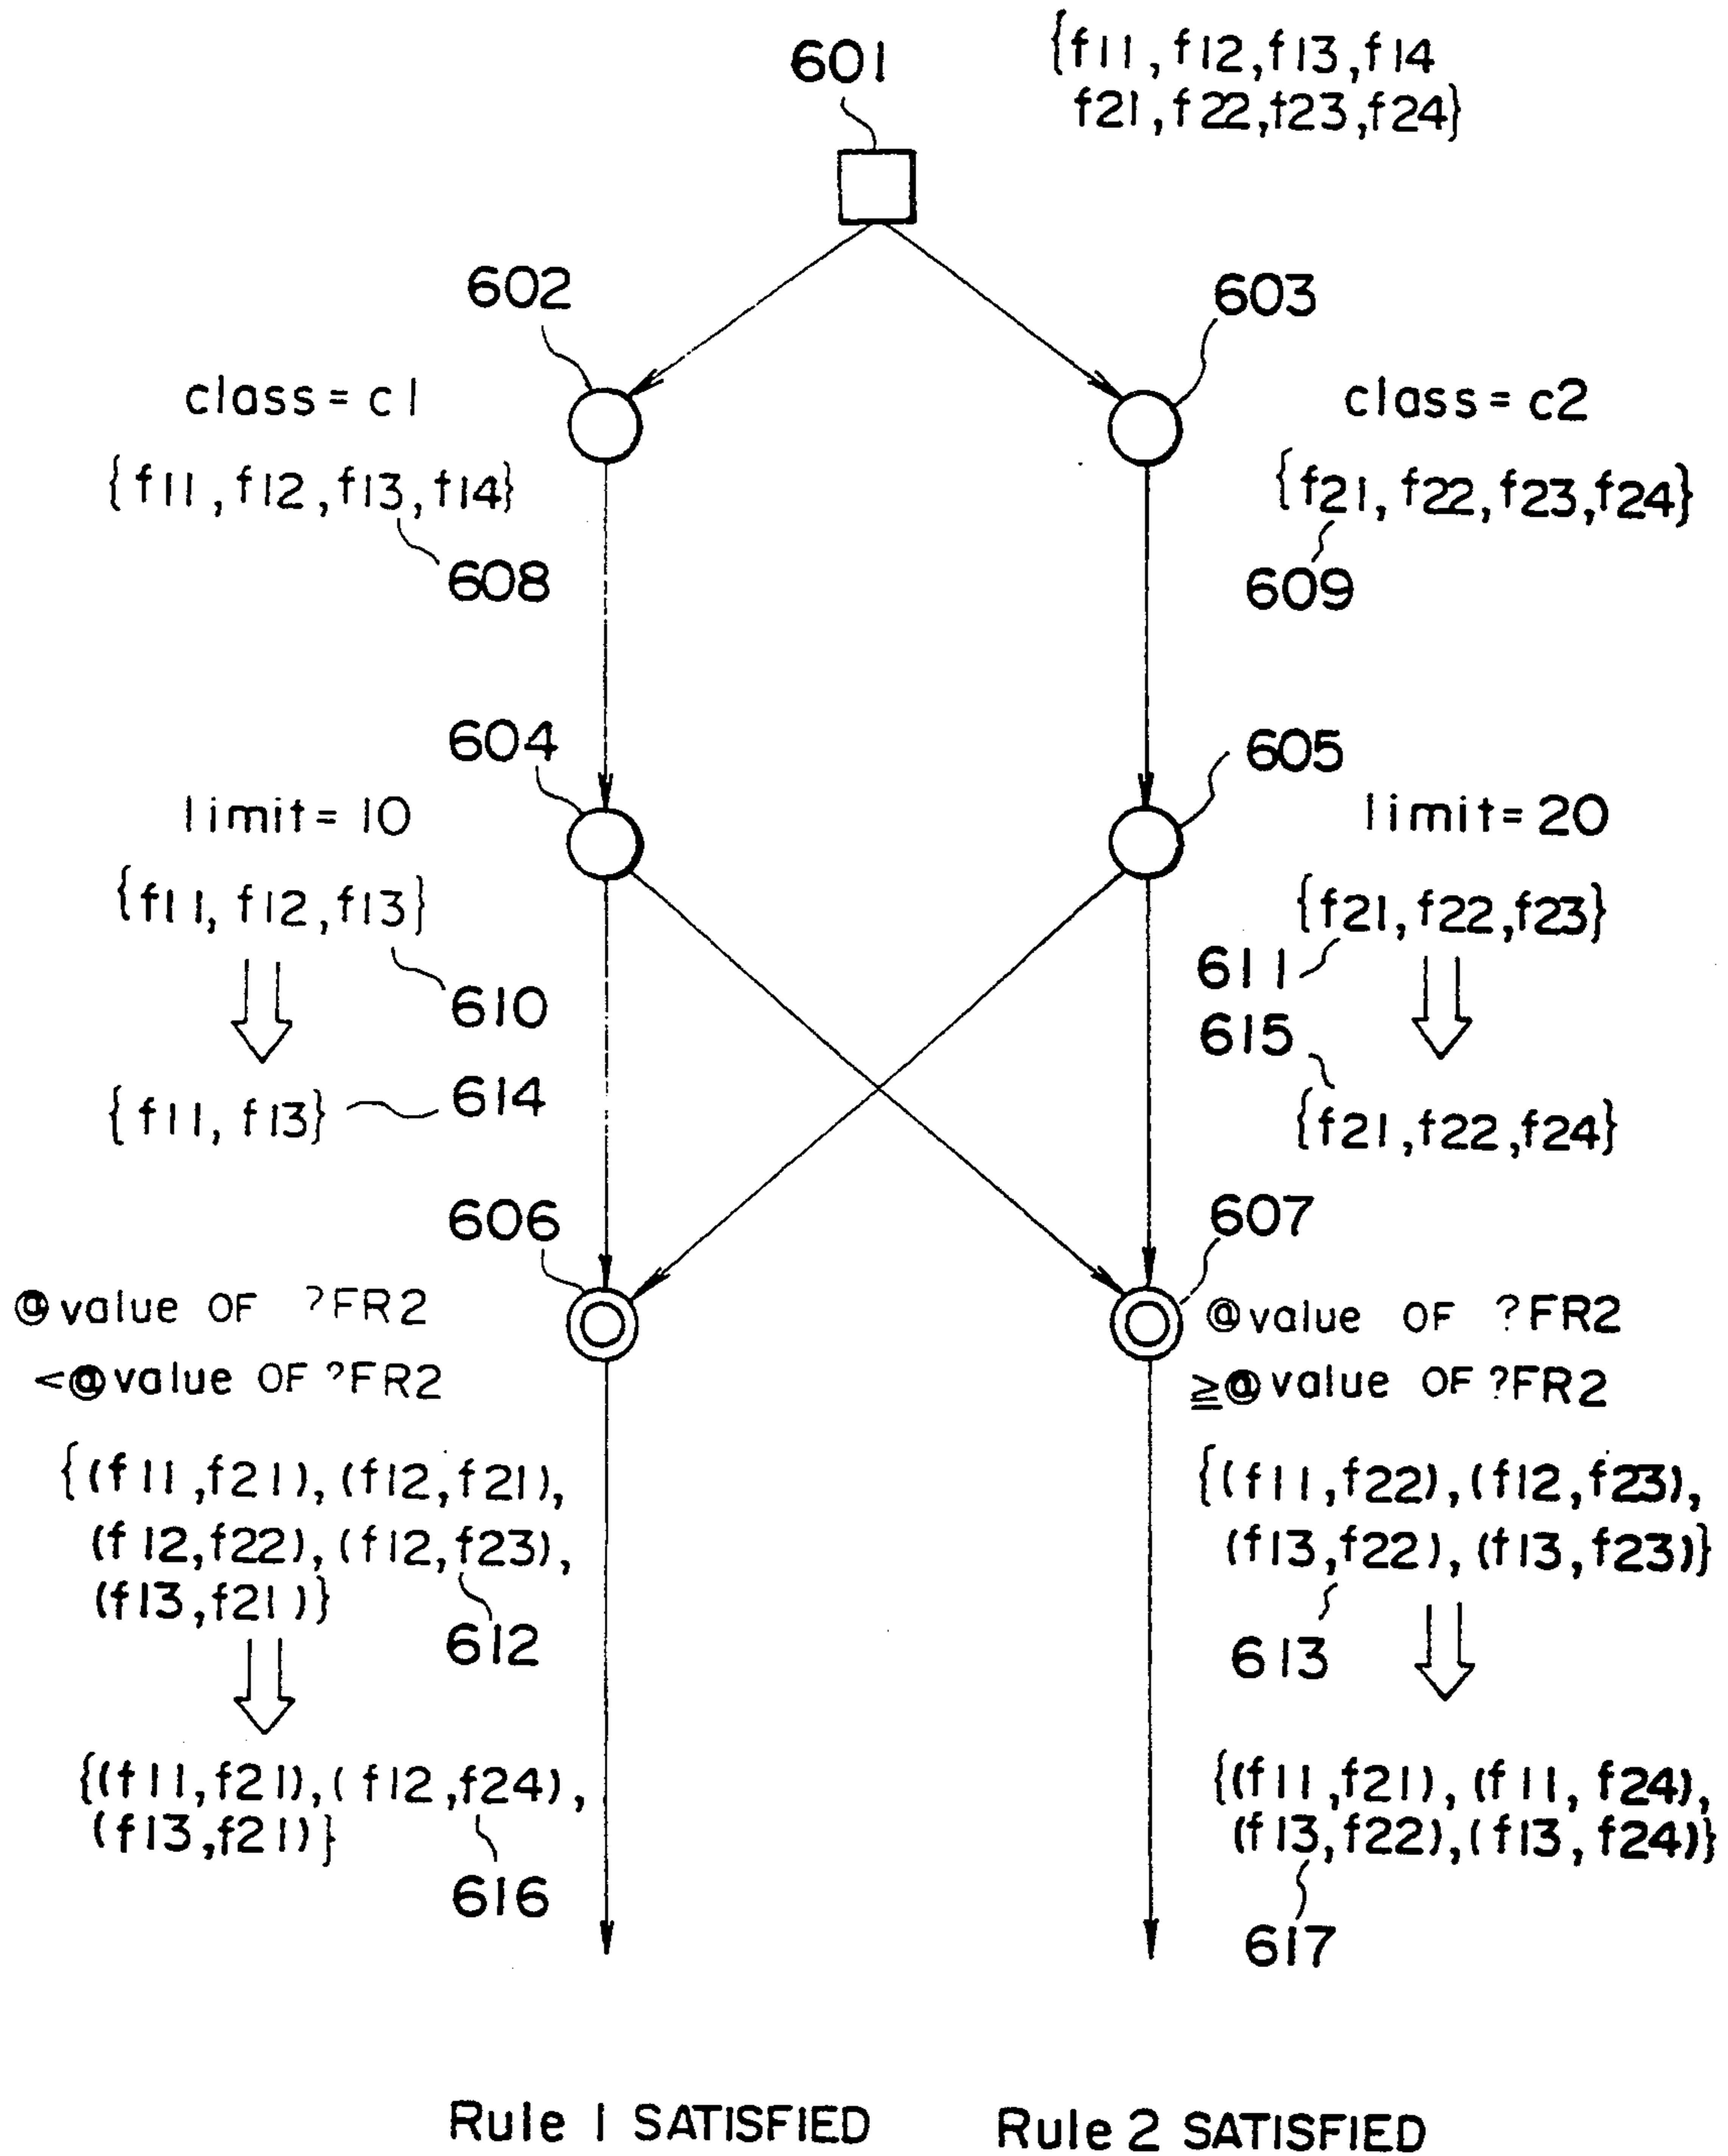 601
{f11, f12, f13, f14
f21, f22, f23, f24}
602
603
class = c1
class = c2
{f11, f12, f13, f14}
{f21, f22, f23, f24}
608
609
604
605
limit = 10
limit = 20
{f11, f12, f13}
{f21, f22, f23}
611
610
615
{f11, f13}
614
{f21, f22, f24}
606
607
@value OF ?FR2
@value OF ?FR2
<@value OF ?FR2
≧@value OF ?FR2
{(f11, f21), (f12, f21),
{(f11, f22), (f12, f23),
(f12, f22), (f12, f23),
(f13, f22), (f13, f23)}
(f13, f21)}
612
613
{(f11, f21), (f12, f24),
{(f11, f21), (f11, f24),
(f13, f21)}
(f13, f22), (f13, f24)}
616
617
Rule 1 SATISFIED
Rule 2 SATISFIED